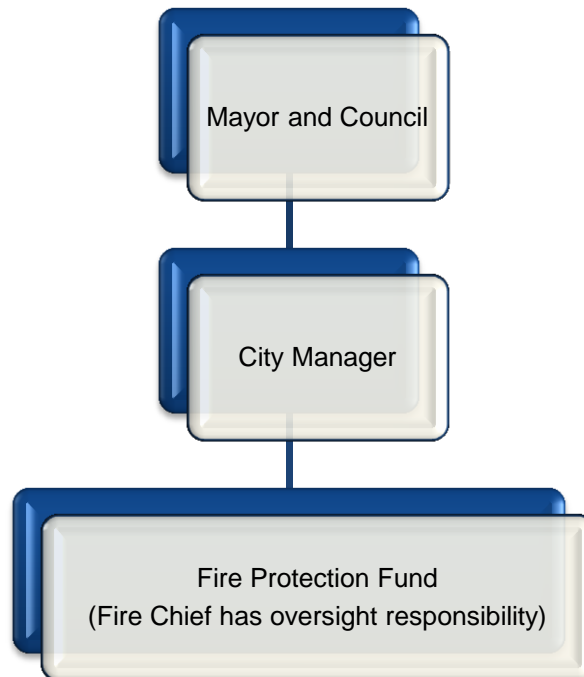 Mayor and Council
City Manager
Fire Protection Fund
(Fire Chief has oversight responsibility)